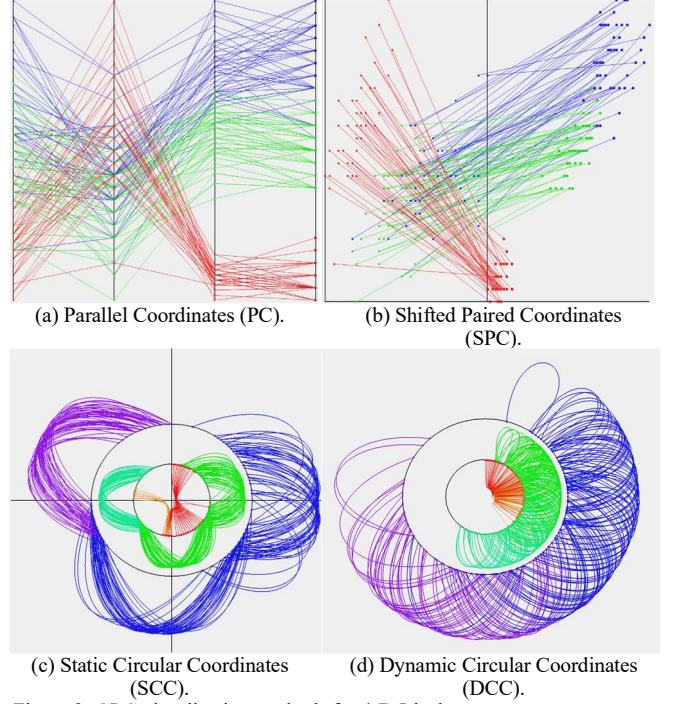 (a) Parallel Coordinates (PC).
(b) Shifted Paired Coordinates
(SPC).
(c) Static Circular Coordinates
(SCC).
(d) Dynamic Circular Coordinates
(DCC).